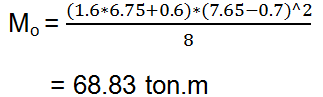 Mₒ = (1.6*6.75+0.6)*(7.65−0.7)^2
8
= 68.83 ton.m